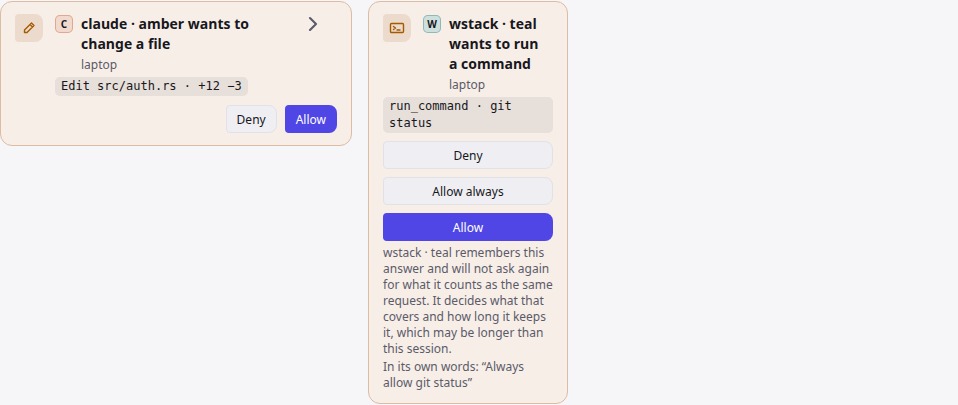 C claude · amber wants to
change a file
laptop
Edit src/auth.rs · +12 −3
Deny Allow
W wstack · teal
wants to run
a command
laptop
run_command · git
status
Deny
Allow always
Allow
wstack · teal remembers this
answer and will not ask again
for what it counts as the same
request. It decides what that
covers and how long it keeps
it, which may be longer than
this session.
In its own words: “Always
allow git status”